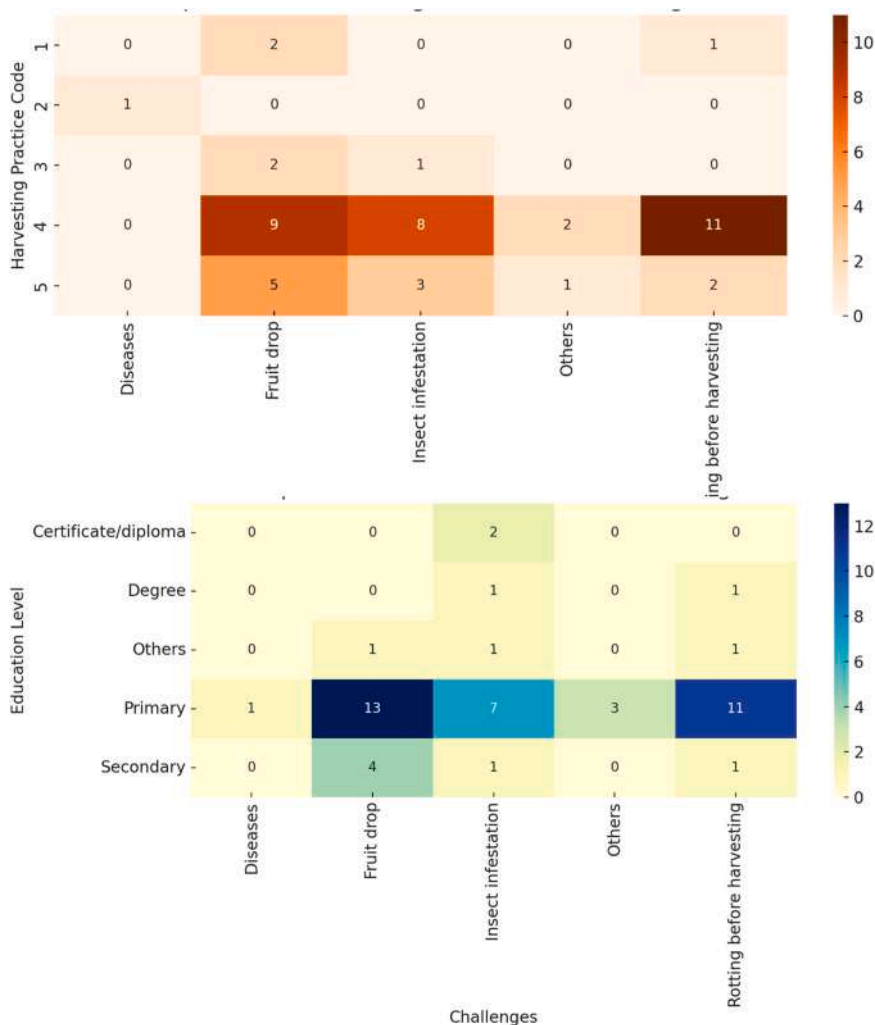 1 0 2 0 0 1
2 1 0 0 0 0
3 0 2 1 0 0
4 0 9 8 2 11
5 0 5 3 1 2
Harvesting Practice Code
10
8
6
4
2
0
Diseases
Fruit drop
Insect infestation
Others
ing before harvesting
Certificate/diploma 0 0 2 0 0
Degree 0 0 1 0 1
Others 0 1 1 0 1
Primary 1 13 7 3 11
Secondary 0 4 1 0 1
Education Level
12
10
8
6
4
2
0
Diseases
Fruit drop
Insect infestation
Others
Rotting before harvesting
Challenges